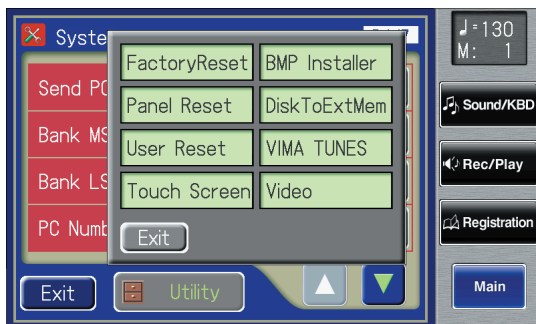 Syste
♩=130
M: 1
FactoryReset BMP Installer
Send PC
Panel Reset DiskToExtMem
Sound/KBD
Bank MS
User Reset VIMA TUNES
Rec/Play
Bank LS
Touch Screen Video
PC Numb
Exit
Registration
Exit
Utility
Main